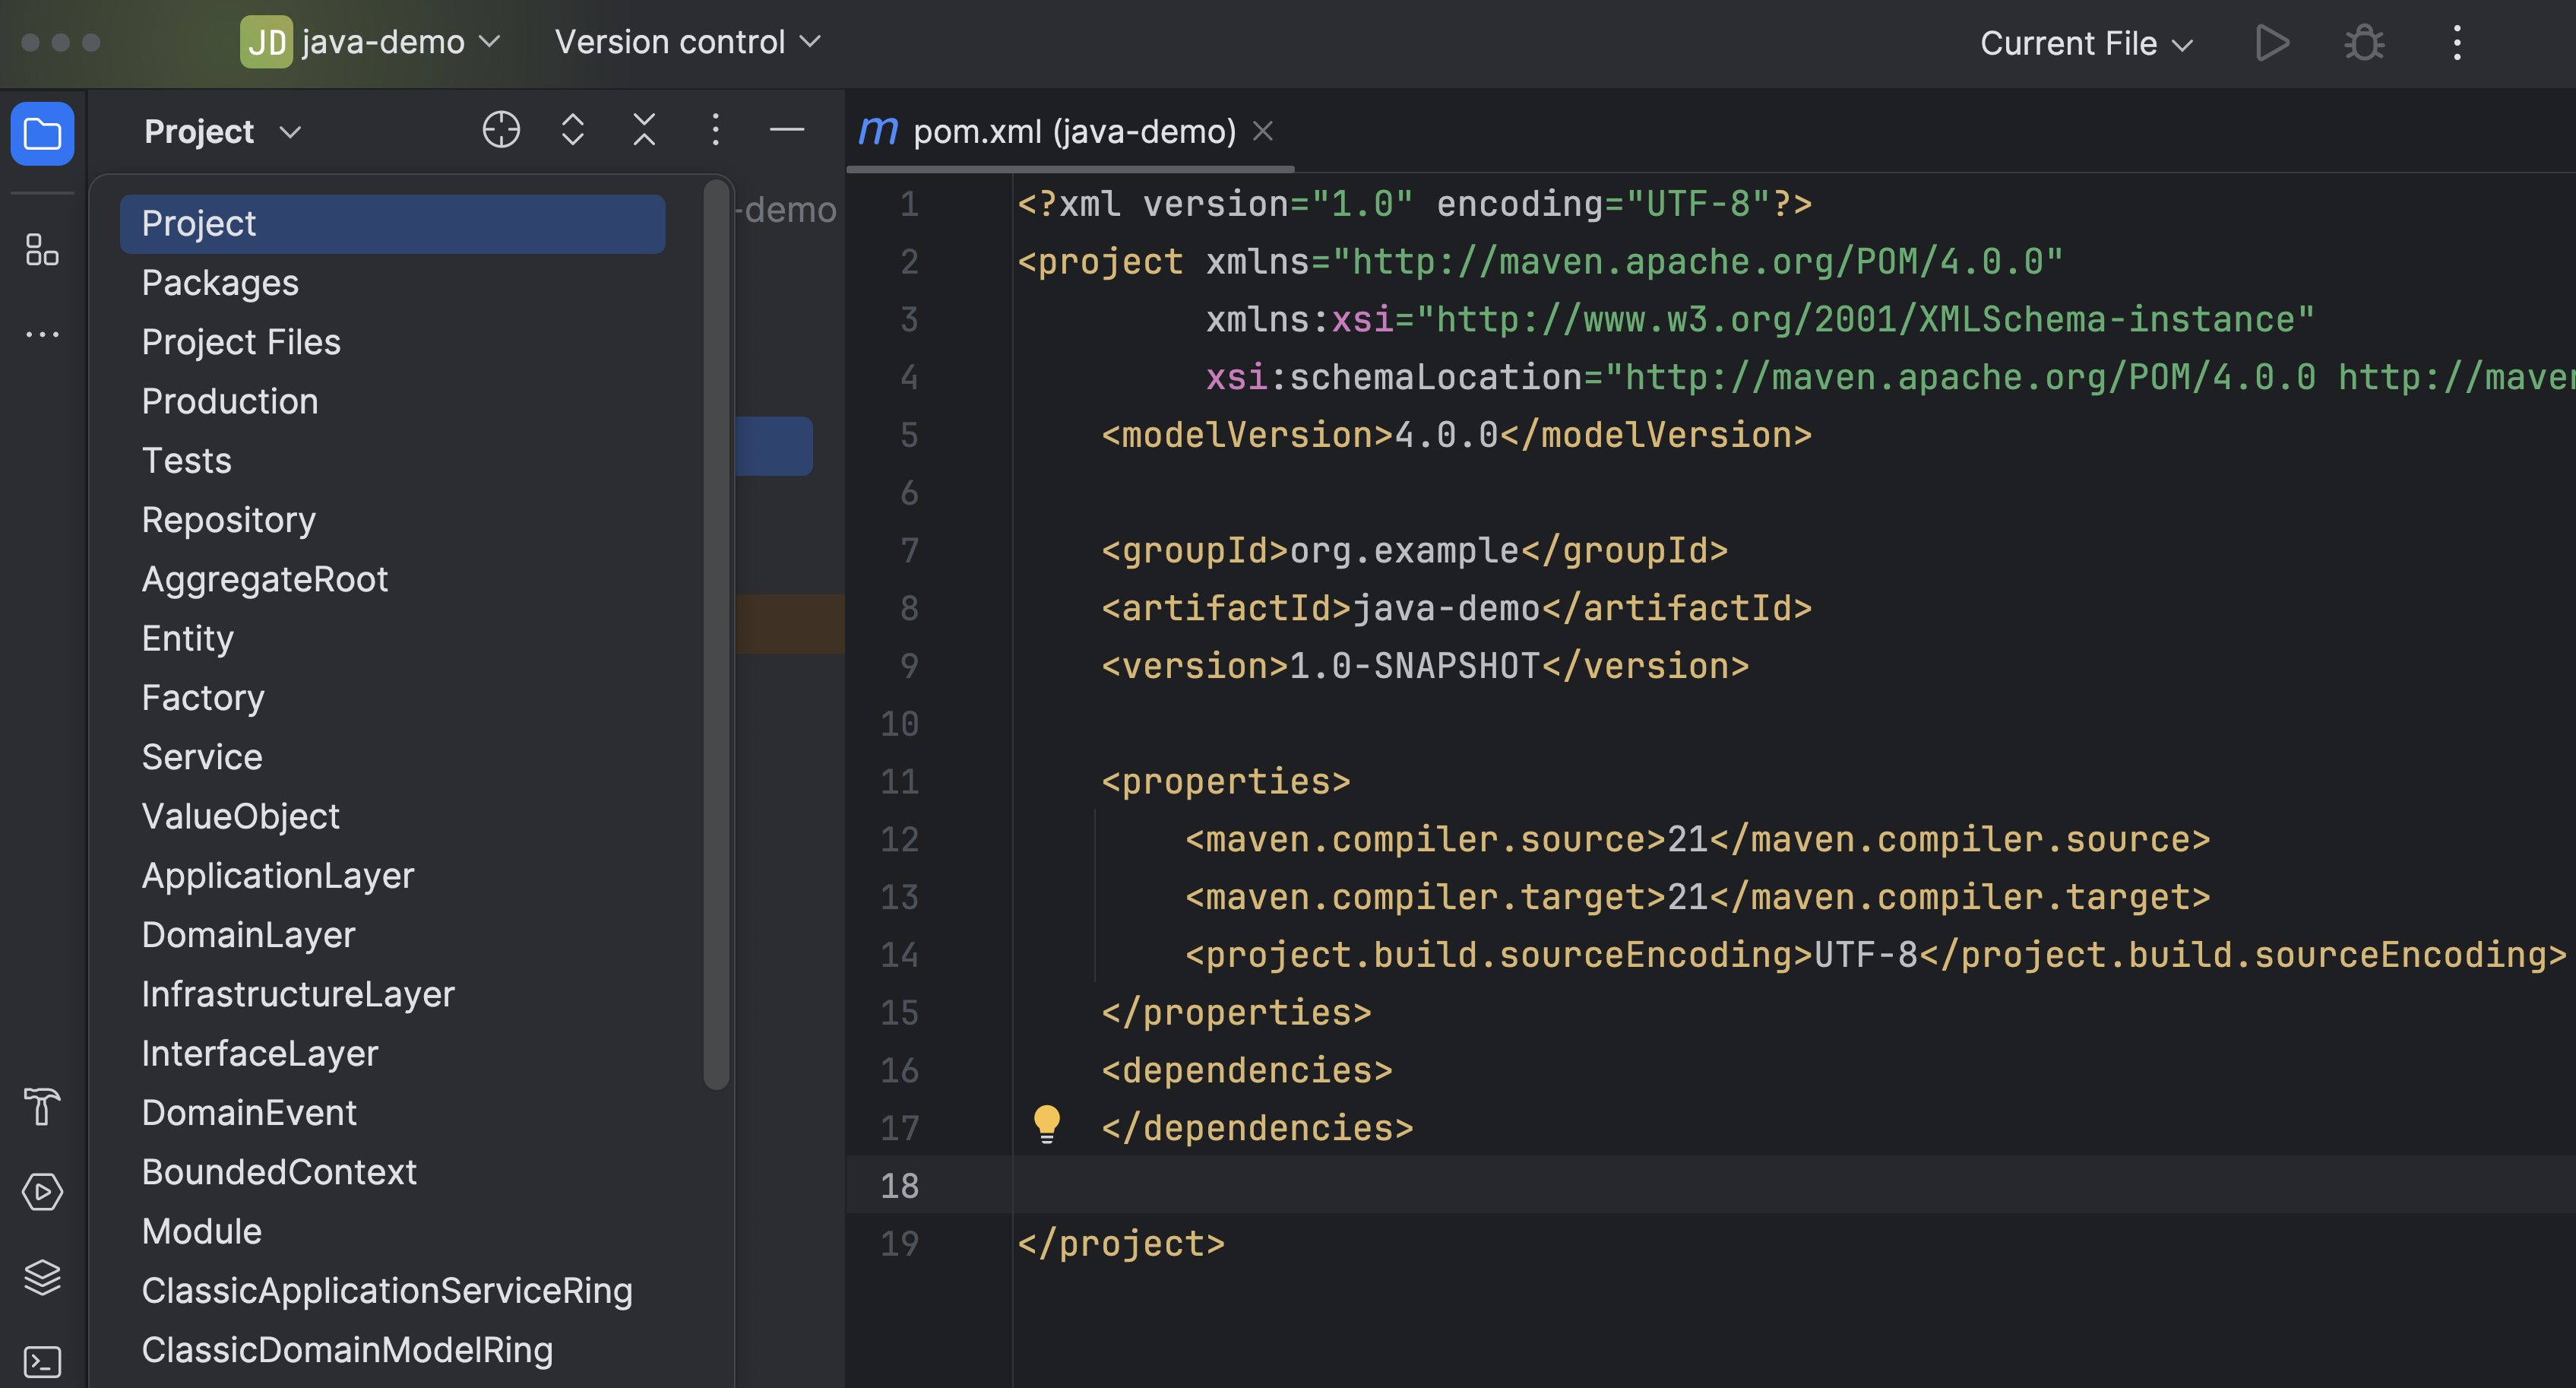 JD java-demo Version control Current File
Project
Project
Packages
Project Files
Production
Tests
Repository
AggregateRoot
Entity
Factory
Service
ValueObject
ApplicationLayer
DomainLayer
InfrastructureLayer
InterfaceLayer
DomainEvent
BoundedContext
Module
ClassicApplicationServiceRing
ClassicDomainModelRing
-demo
m pom.xml (java-demo)
1 <?xml version="1.0" encoding="UTF-8"?>
2 <project xmlns="http://maven.apache.org/POM/4.0.0"
3 xmlns:xsi="http://www.w3.org/2001/XMLSchema-instance"
4 xsi:schemaLocation="http://maven.apache.org/POM/4.0.0 http://maven
5 <modelVersion>4.0.0</modelVersion>
6
7 <groupId>org.example</groupId>
8 <artifactId>java-demo</artifactId>
9 <version>1.0-SNAPSHOT</version>
10
11 <properties>
12 <maven.compiler.source>21</maven.compiler.source>
13 <maven.compiler.target>21</maven.compiler.target>
14 <project.build.sourceEncoding>UTF-8</project.build.sourceEncoding>
15 </properties>
16 <dependencies>
17 </dependencies>
18
19 </project>